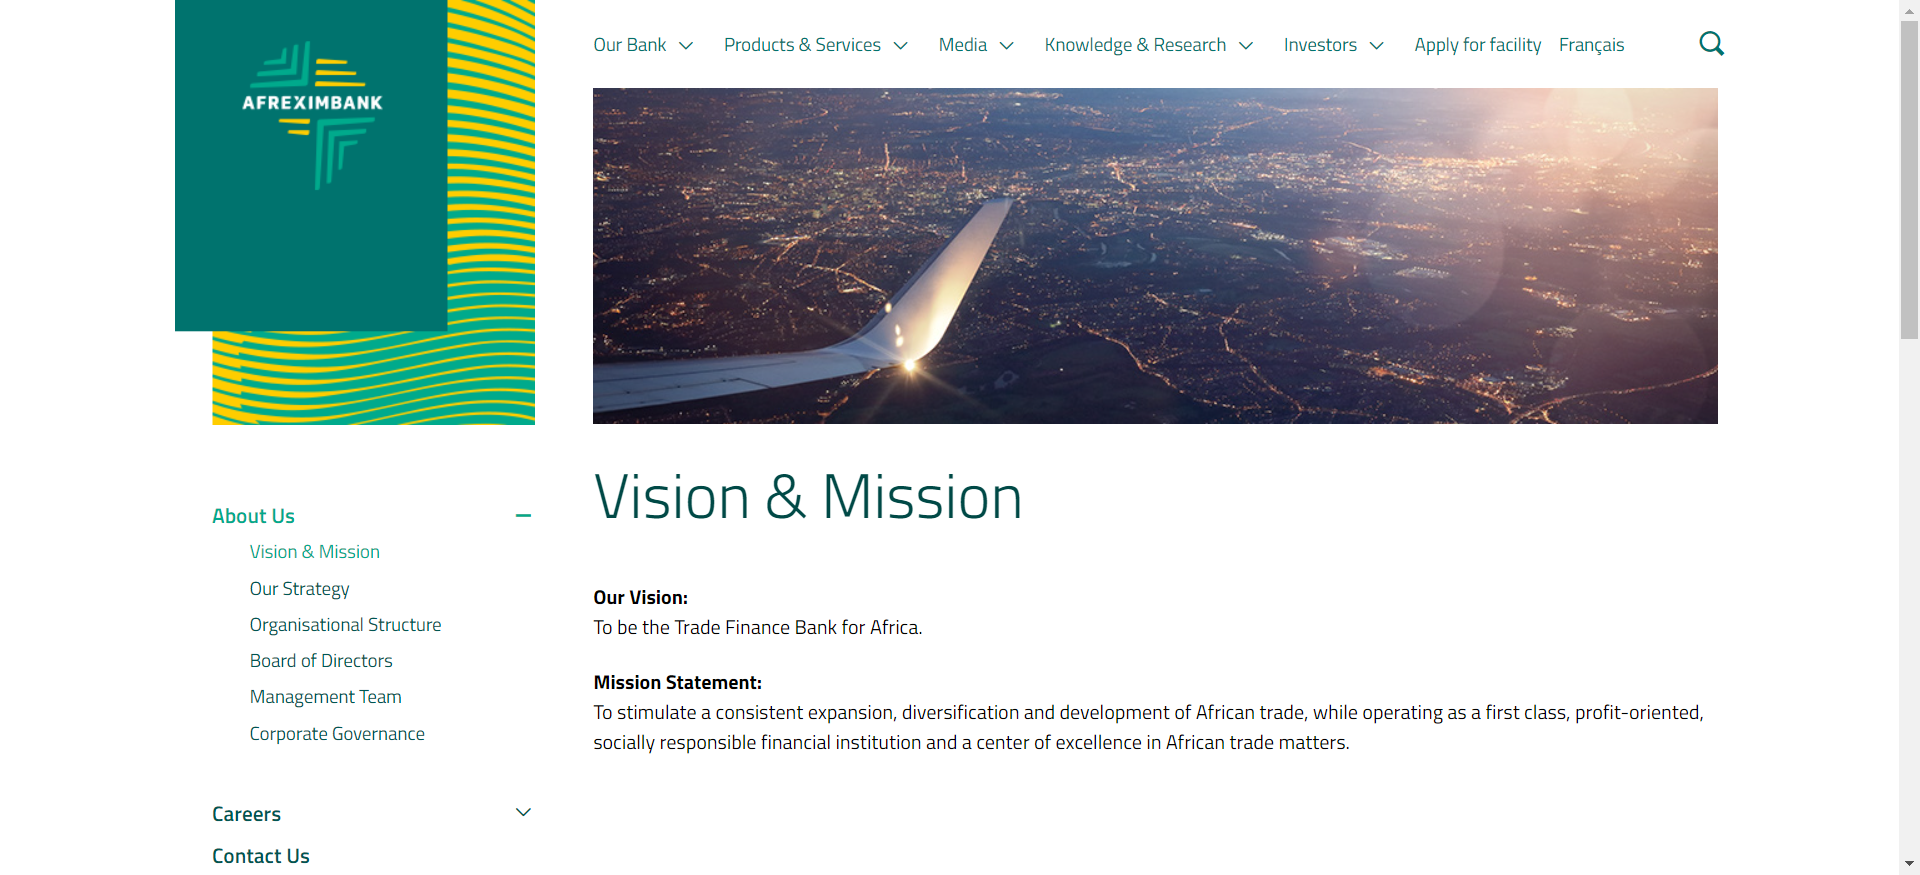 AFREXIMBANK
Our Bank
Products & Services
Media
Knowledge & Research
Investors
Apply for facility
Français
Vision & Mission
About Us
Vision & Mission
Our Strategy
Organisational Structure
Board of Directors
Management Team
Corporate Governance
Careers
Contact Us
Our Vision:
To be the Trade Finance Bank for Africa.
Mission Statement:
To stimulate a consistent expansion, diversification and development of African trade, while operating as a first class, profit-oriented,
socially responsible financial institution and a center of excellence in African trade matters.